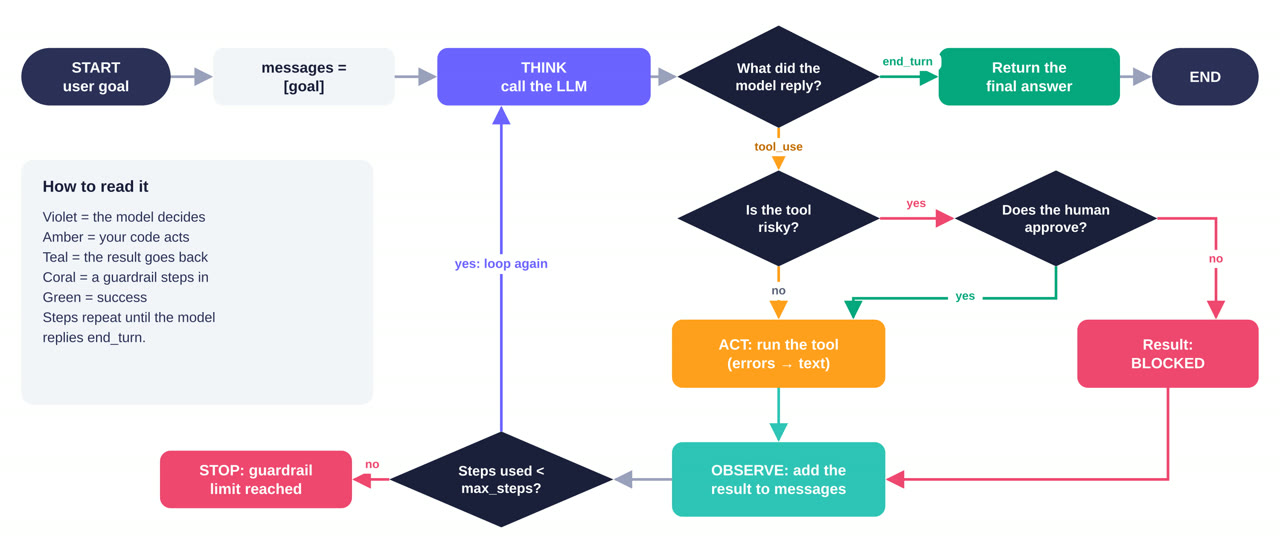 START
user goal
messages =
[goal]
THINK
call the LLM
What did the
model reply?
end_turn
Return the
final answer
END
tool_use
How to read it
Violet = the model decides
Amber = your code acts
Teal = the result goes back
Coral = a guardrail steps in
Green = success
Steps repeat until the model
replies end_turn.
Is the tool
risky?
yes
Does the human
approve?
no
yes: loop again
no
yes
ACT: run the tool
(errors → text)
Result:
BLOCKED
STOP: guardrail
limit reached
no
Steps used <
max_steps?
OBSERVE: add the
result to messages